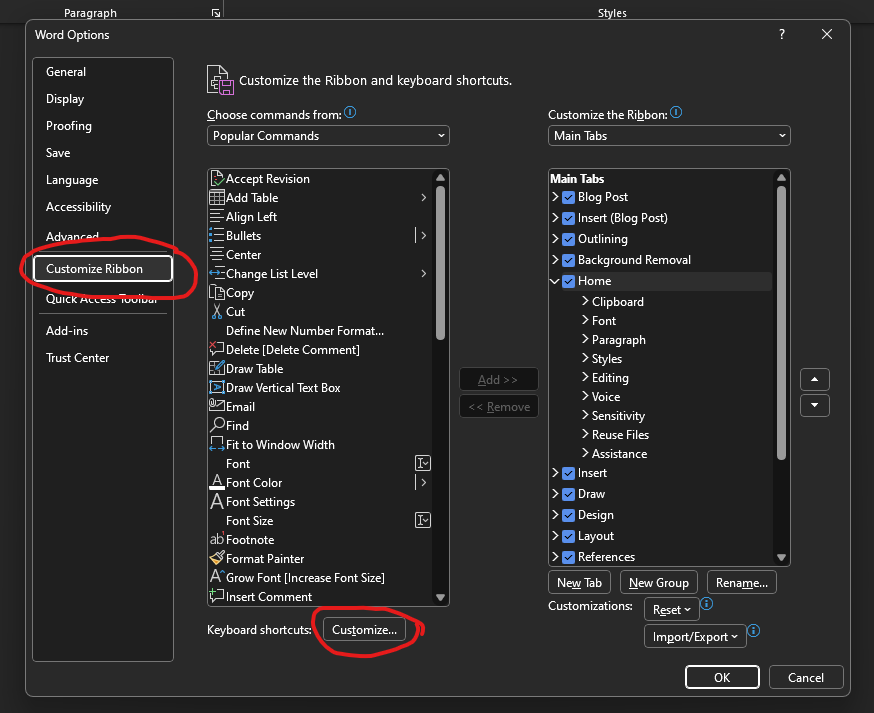 Paragraph
Styles
Word Options
?
General
Display
Proofing
Save
Language
Accessibility
Advanced
Customize Ribbon
Quick Access Toolbar
Add-ins
Trust Center
Customize the Ribbon and keyboard shortcuts.
Choose commands from:
Popular Commands
Accept Revision
Add Table
Align Left
Bullets
Center
Change List Level
Copy
Cut
Define New Number Format...
Delete [Delete Comment]
Draw Table
Draw Vertical Text Box
Email
Find
Fit to Window Width
Font
Font Color
Font Settings
Font Size
Footnote
Format Painter
Grow Font [Increase Font Size]
Insert Comment
Keyboard shortcuts:
Customize...
Add >>
<< Remove
Customize the Ribbon:
Main Tabs
Main Tabs
Blog Post
Insert (Blog Post)
Outlining
Background Removal
Home
Clipboard
Font
Paragraph
Styles
Editing
Voice
Sensitivity
Reuse Files
Assistance
Insert
Draw
Design
Layout
References
New Tab
New Group
Rename...
Customizations:
Reset
Import/Export
OK
Cancel